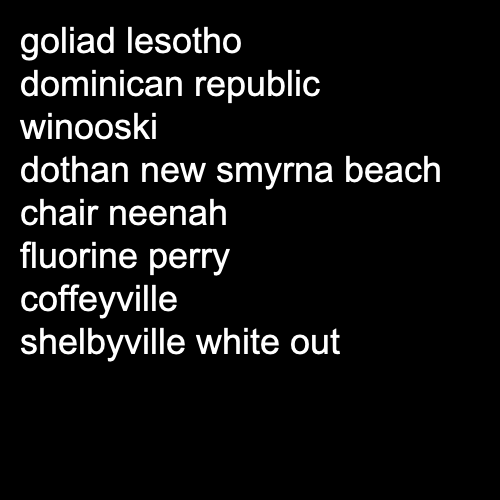 goliad lesotho
dominican republic
winooski
dothan new smyrna beach
chair neenah
fluorine perry
coffeyville
shelbyville white out